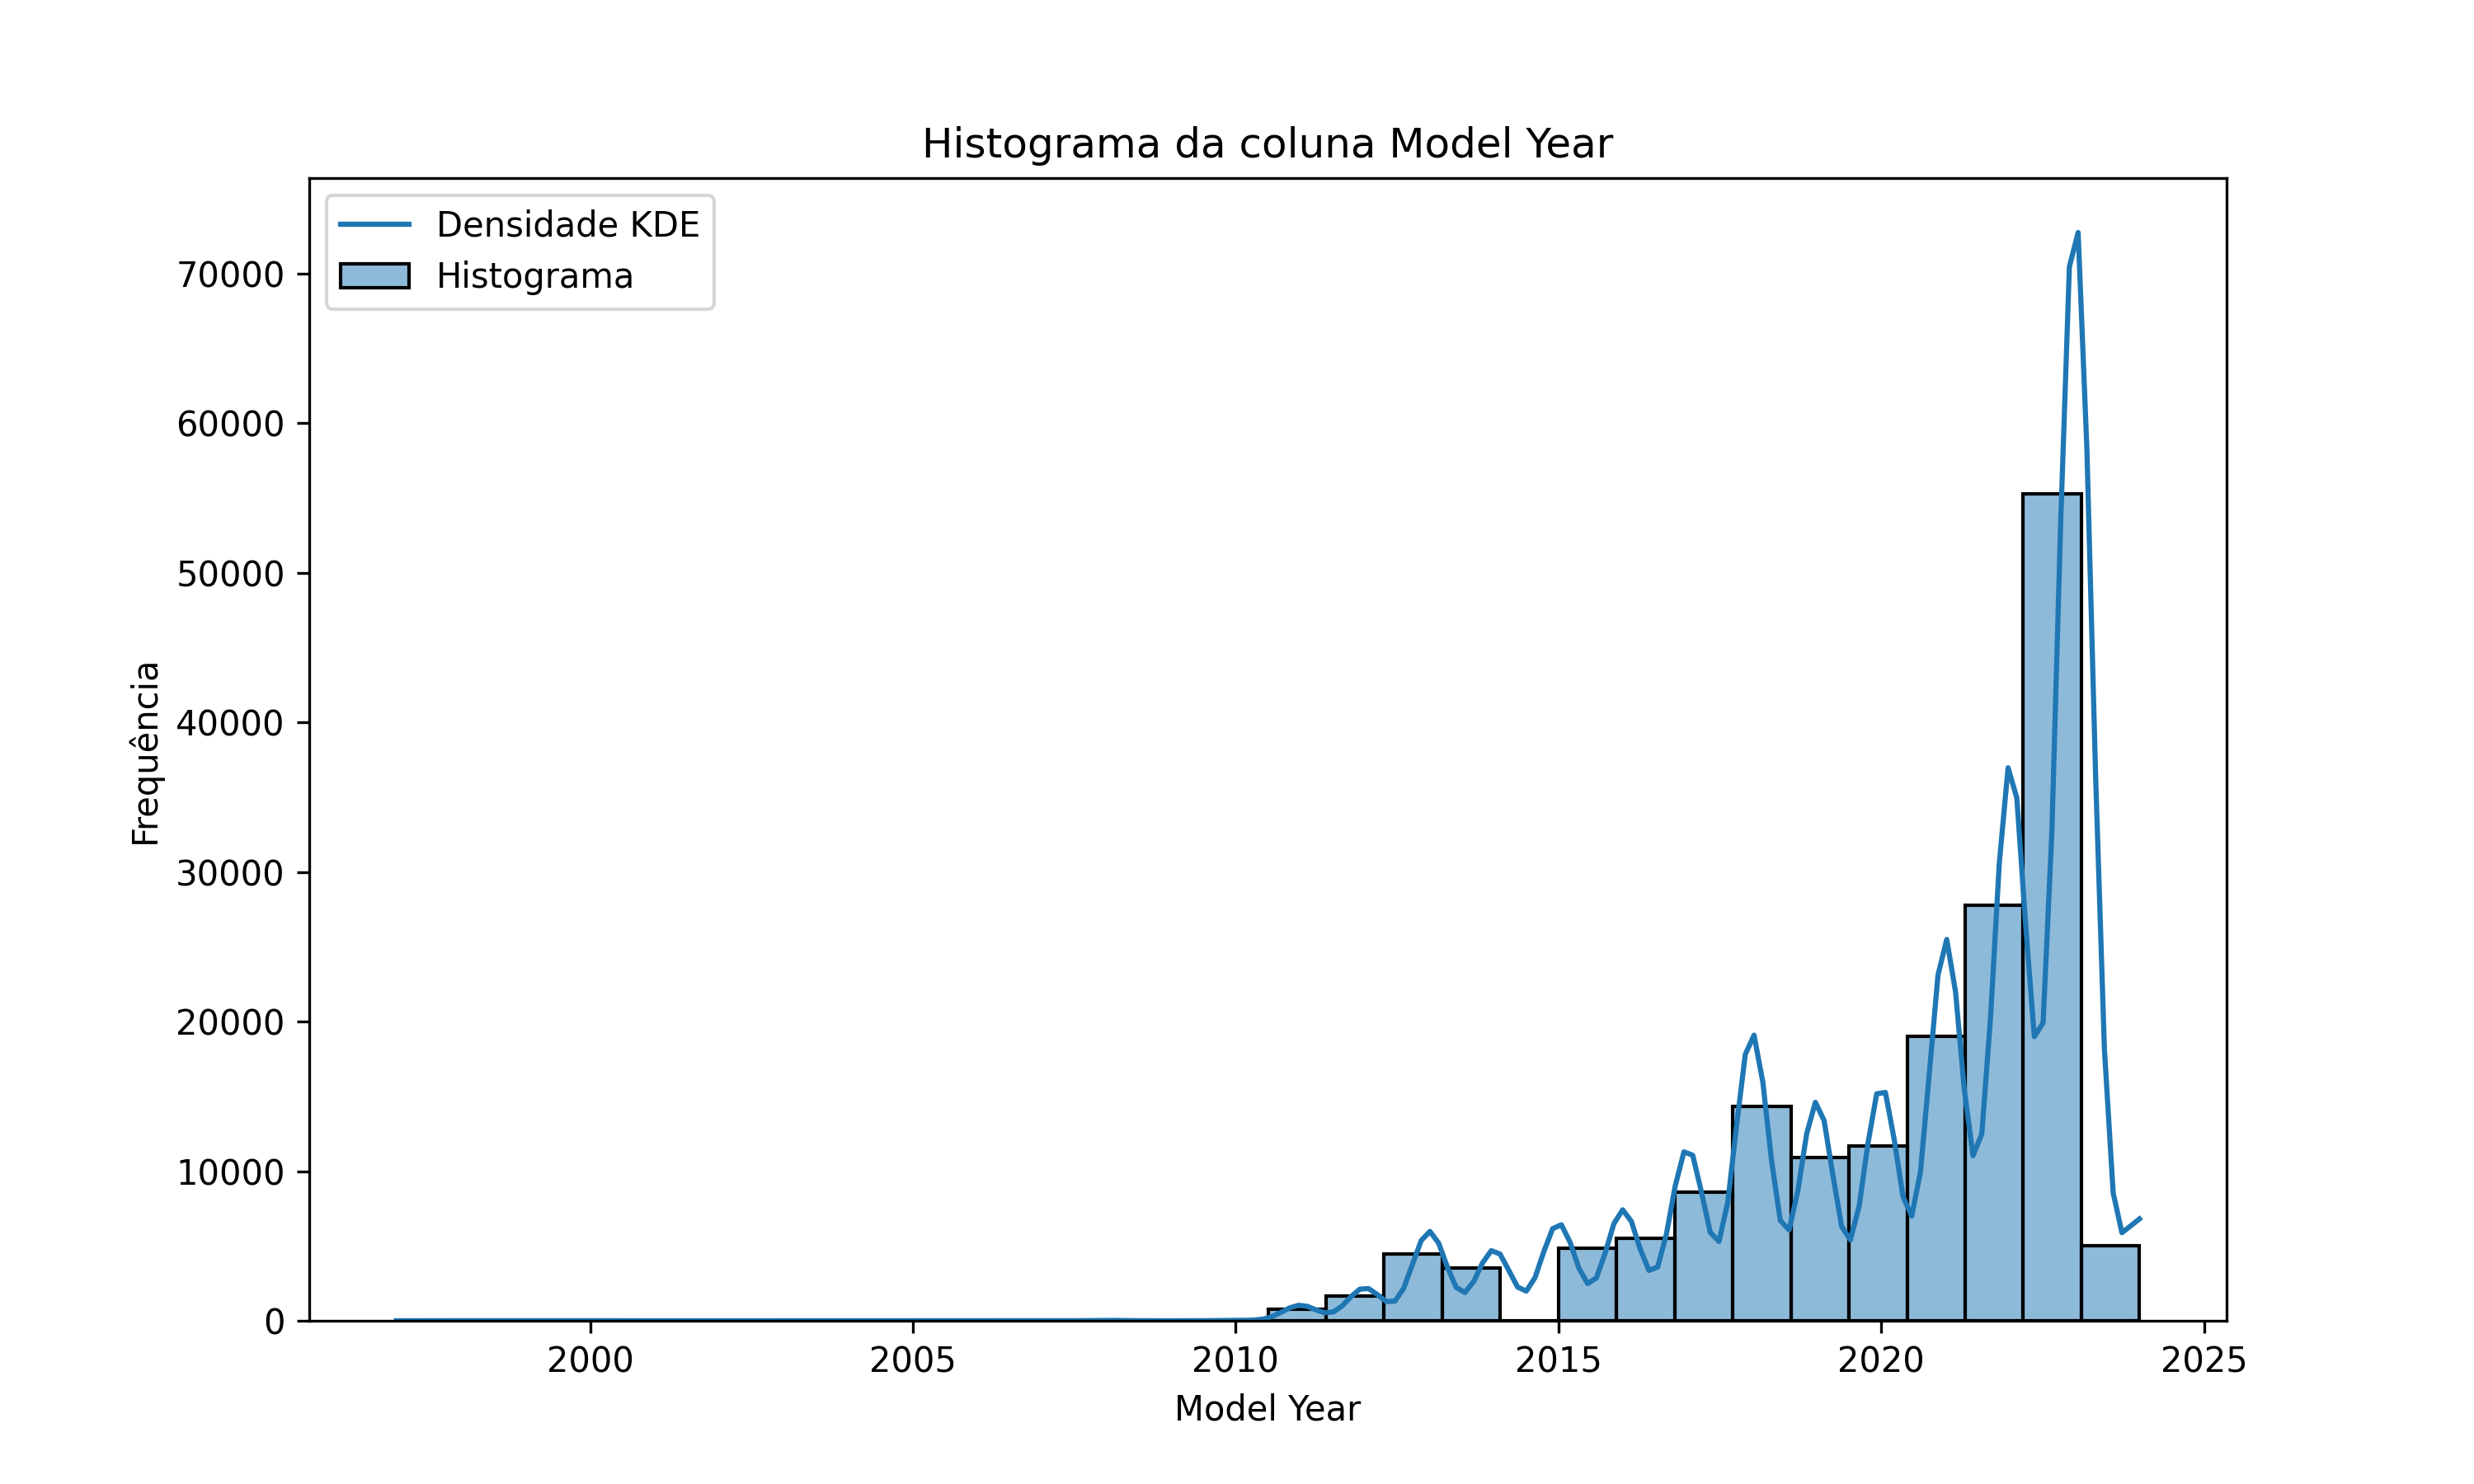 Histograma da coluna Model Year
Densidade KDE
Histograma
70000
60000
50000
40000
30000
20000
10000
0
Frequência
2000 2005 2010 2015 2020 2025
Model Year